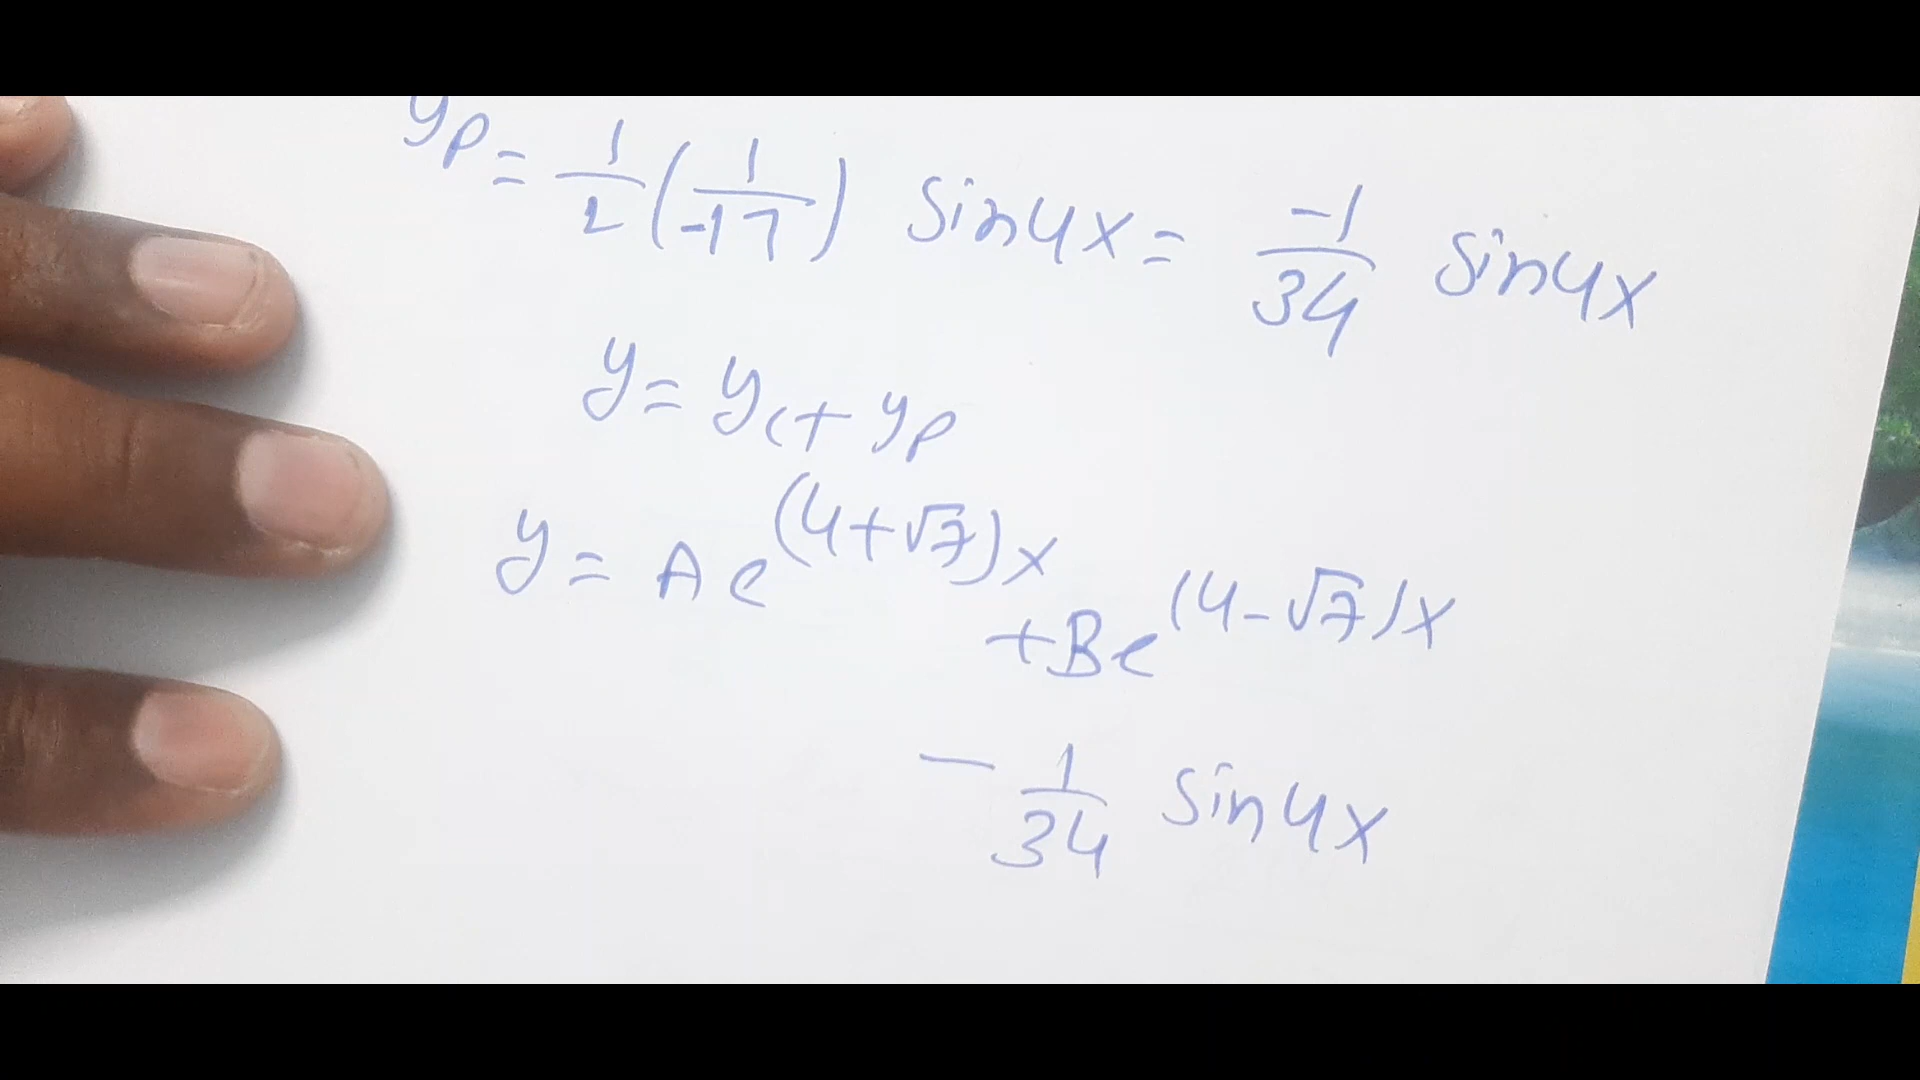 yp = 1/2 (1/-17) Sin4x = -1/34 Sin4x
y = yc + yp
y = Ae^(4+√7)x
+Be^(4-√7)x
- 1/34 Sin4x